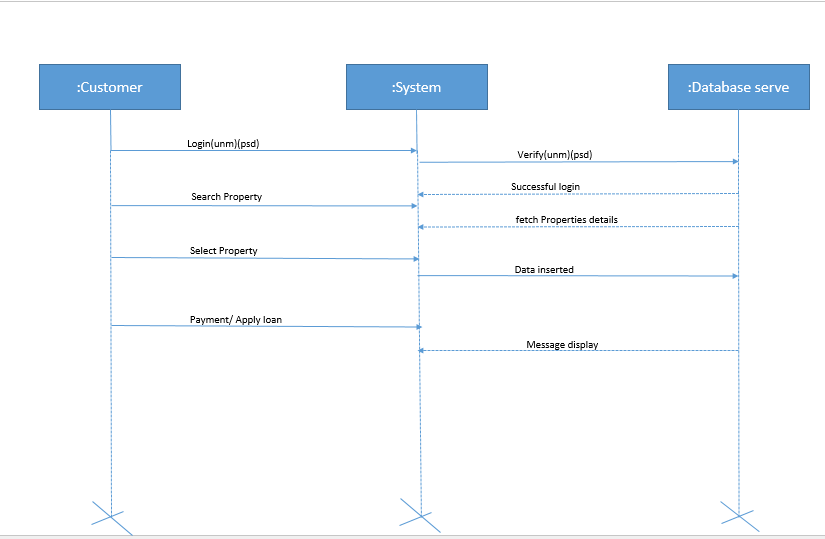 :Customer
:System
:Database serve
Login(unm)(psd)
Verify(unm)(psd)
Successful login
Search Property
fetch Properties details
Select Property
Data inserted
Payment/ Apply loan
Message display